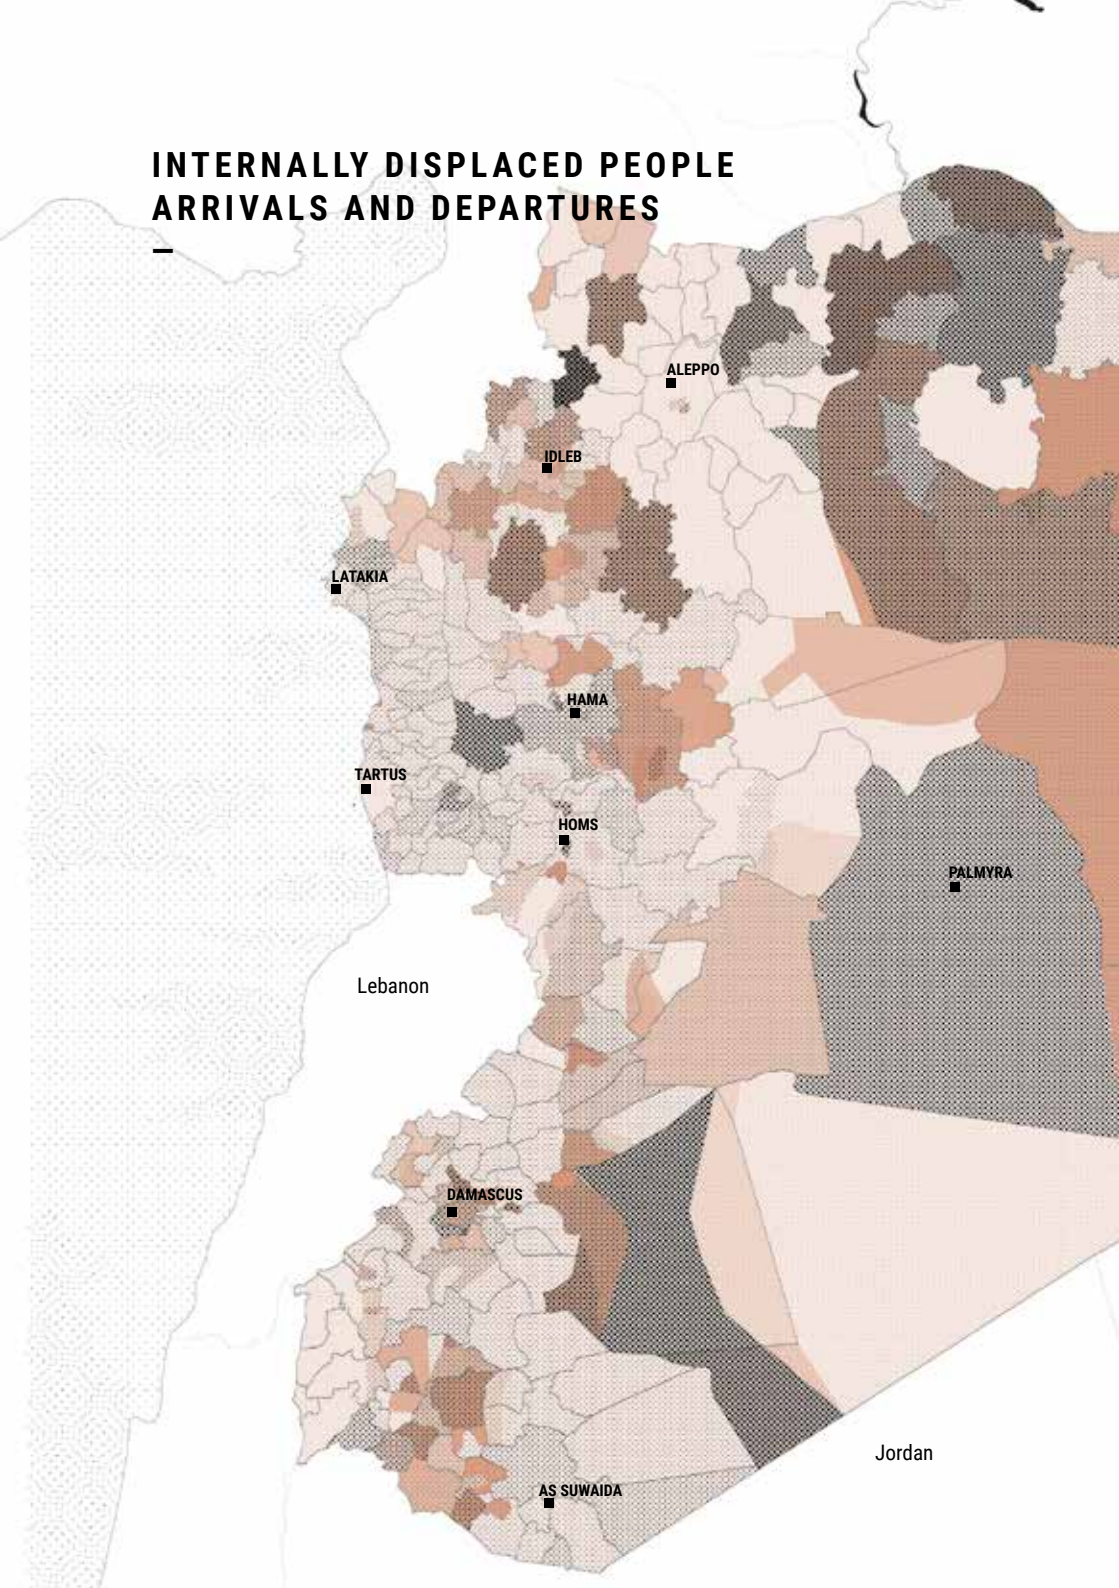 INTERNALLY DISPLACED PEOPLE
ARRIVALS AND DEPARTURES
ALEPPO
IDLEB
LATAKIA
HAMA
TARTUS
HOMS
PALMYRA
Lebanon
DAMASCUS
Jordan
AS SUWAIDA